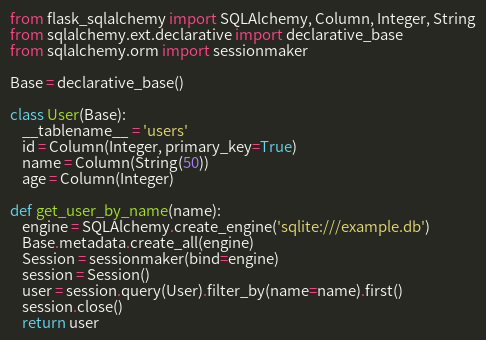 from flask_sqlalchemy import SQLAlchemy, Column, Integer, String
from sqlalchemy.ext.declarative import declarative_base
from sqlalchemy.orm import sessionmaker

Base = declarative_base()

class User(Base):
    __tablename__ = 'users'
    id = Column(Integer, primary_key=True)
    name = Column(String(50))
    age = Column(Integer)

def get_user_by_name(name):
    engine = SQLAlchemy.create_engine('sqlite:///example.db')
    Base.metadata.create_all(engine)
    Session = sessionmaker(bind=engine)
    session = Session()
    user = session.query(User).filter_by(name=name).first()
    session.close()
    return user